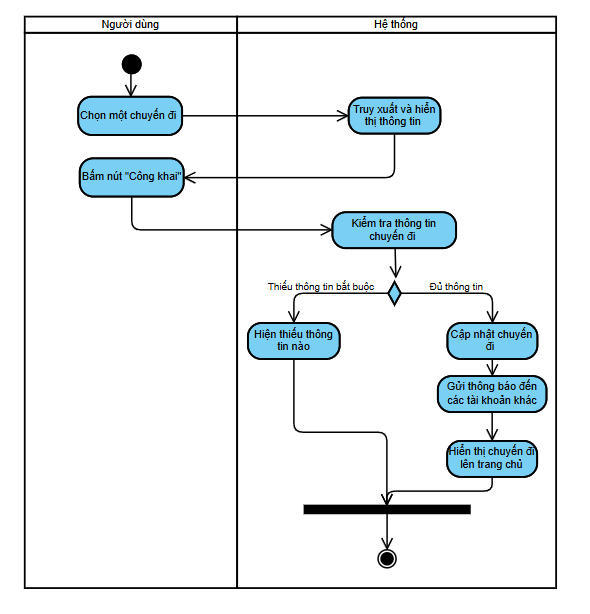 Người dùng
Hệ thống
Chọn một chuyến đi
Truy xuất và hiển
thị thông tin
Bấm nút "Công khai"
Kiểm tra thông tin
chuyến đi
Thiếu thông tin bắt buộc
Đủ thông tin
Hiện thiếu thông
tin nào
Cập nhật chuyến
đi
Gửi thông báo đến
các tài khoản khác
Hiển thị chuyến đi
lên trang chủ